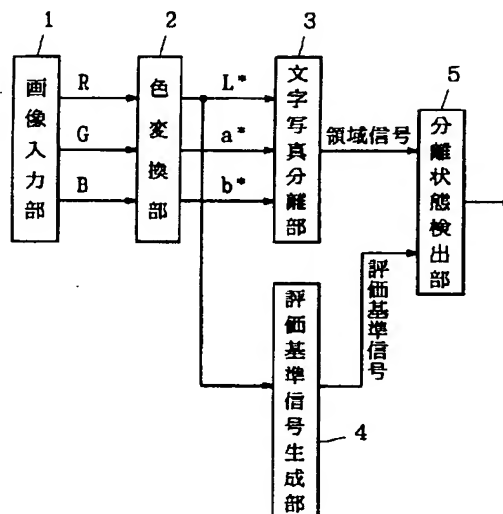 1
画像入力部
R
G
B
2
色変換部
L*
a*
b*
3
文字写真分離部
領域信号
5
分離状態検出部
評価基準信号
評価基準信号生成部
4